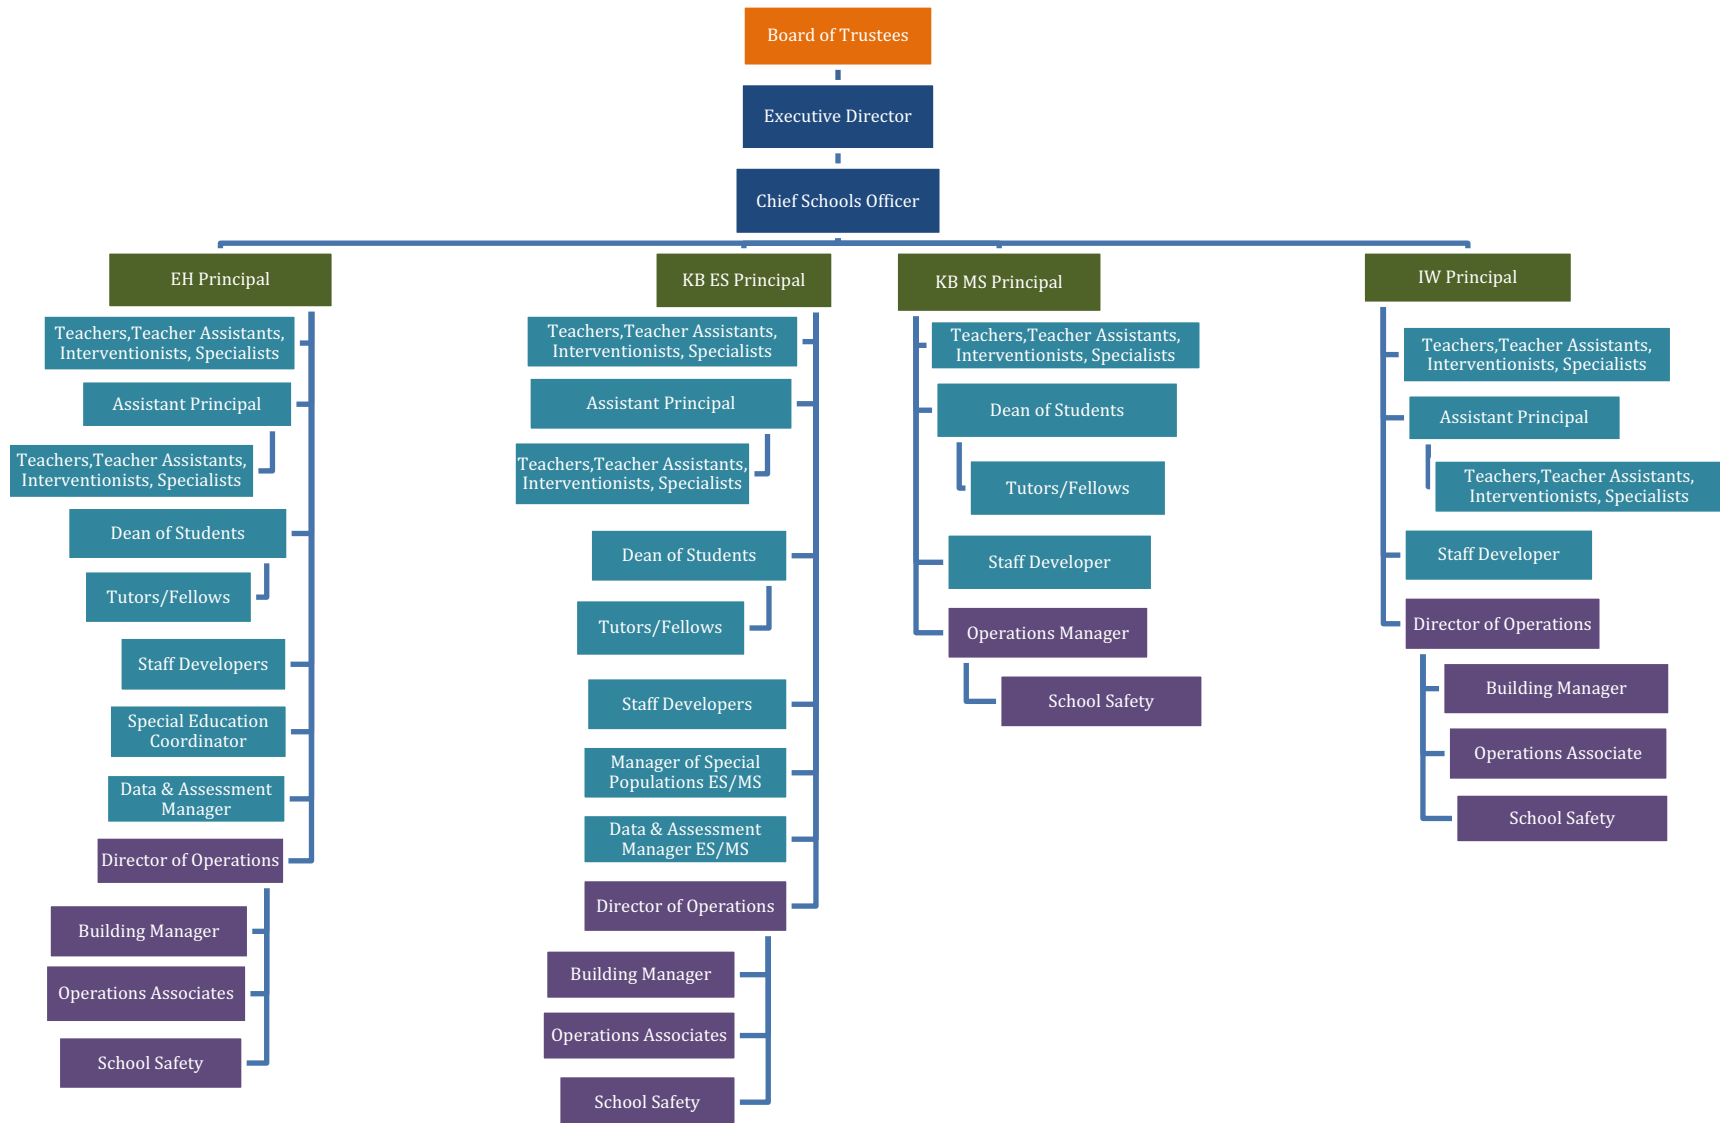 Board of Trustees
Executive Director
Chief Schools Officer
EH Principal
Teachers,Teacher Assistants,
Interventionists, Specialists
Assistant Principal
Teachers,Teacher Assistants,
Interventionists, Specialists
Dean of Students
Tutors/Fellows
Staff Developers
Special Education
Coordinator
Data & Assessment
Manager
Director of Operations
Building Manager
Operations Associates
School Safety
KB ES Principal
Teachers,Teacher Assistants,
Interventionists, Specialists
Assistant Principal
Teachers,Teacher Assistants,
Interventionists, Specialists
Dean of Students
Tutors/Fellows
Staff Developers
Manager of Special
Populations ES/MS
Data & Assessment
Manager ES/MS
Director of Operations
Building Manager
Operations Associates
School Safety
KB MS Principal
Teachers,Teacher Assistants,
Interventionists, Specialists
Dean of Students
Tutors/Fellows
Staff Developer
Operations Manager
School Safety
IW Principal
Teachers,Teacher Assistants,
Interventionists, Specialists
Assistant Principal
Teachers,Teacher Assistants,
Interventionists, Specialists
Staff Developer
Director of Operations
Building Manager
Operations Associate
School Safety